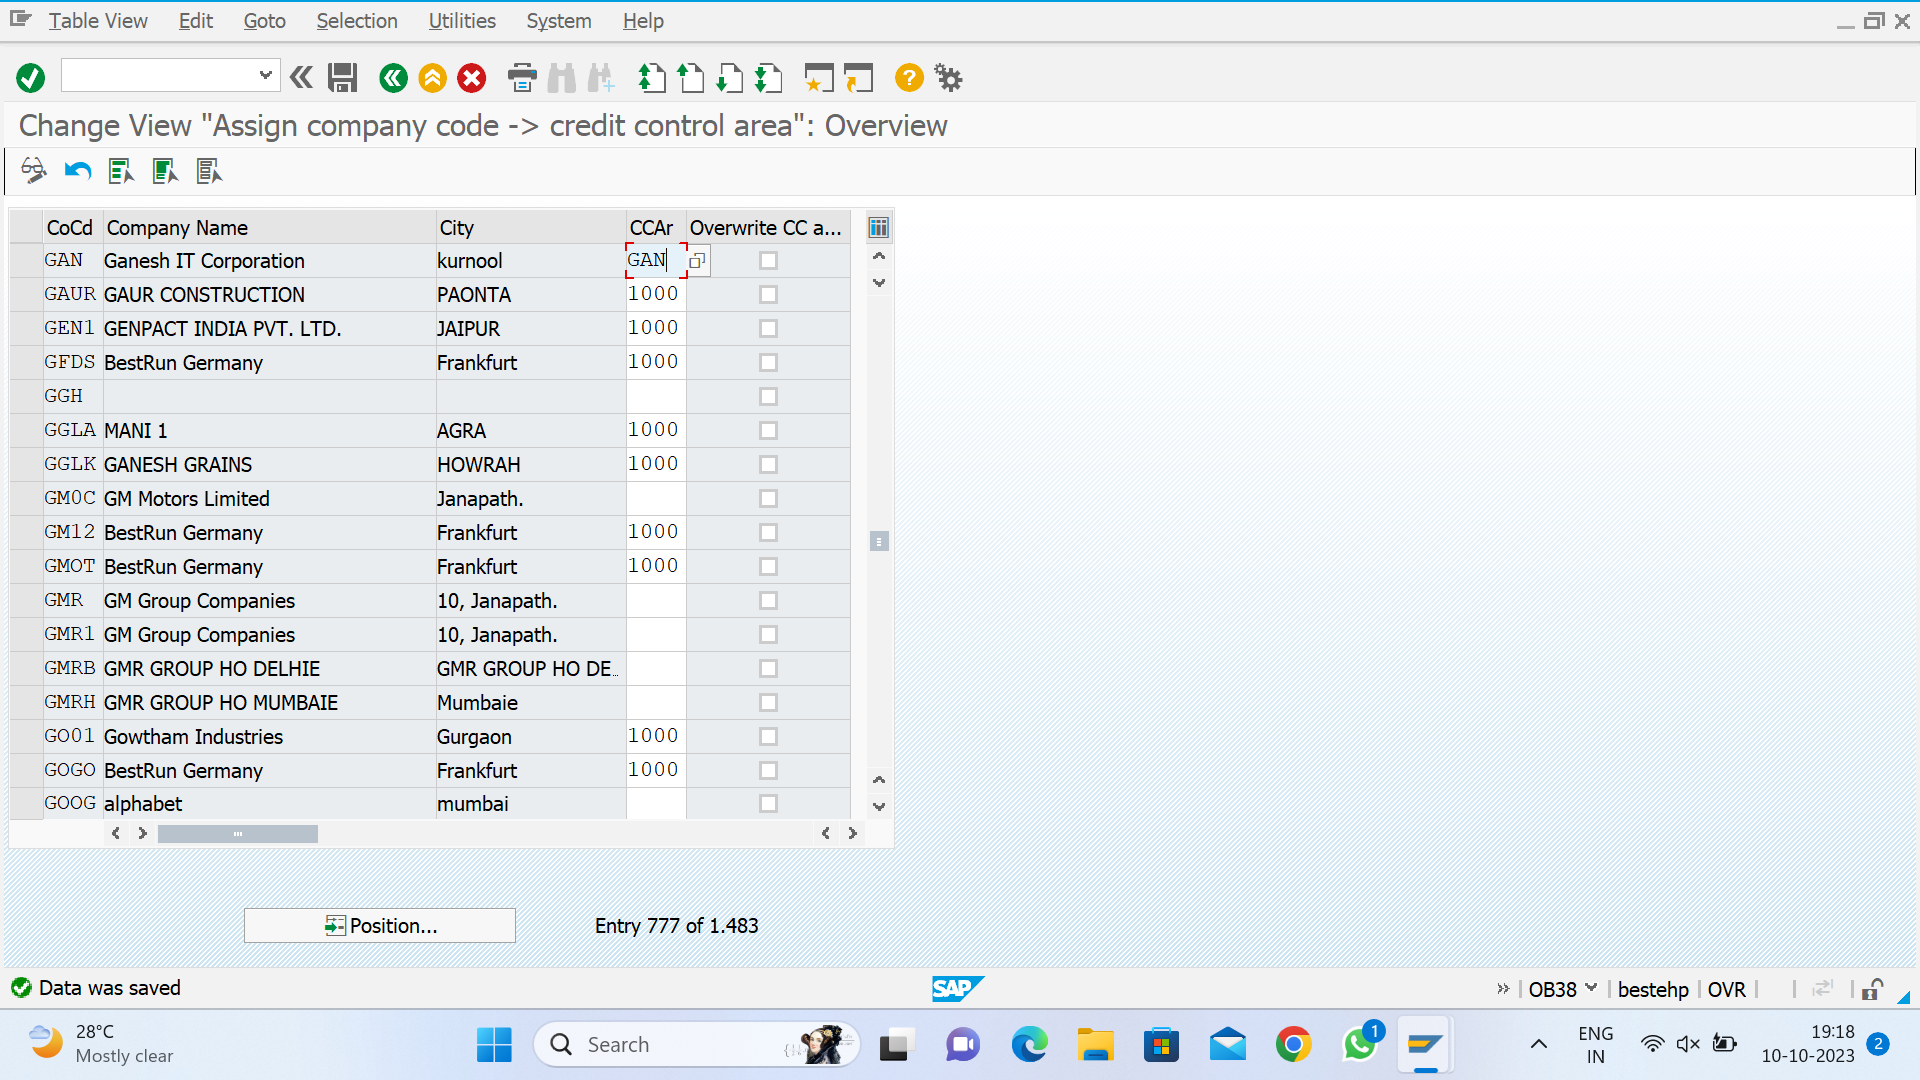 Table View Edit Goto Selection Utilities System Help
Change View "Assign company code -> credit control area": Overview
CoCd Company Name City CCAr Overwrite CC a...
GAN Ganesh IT Corporation kurnool GAN
GAUR GAUR CONSTRUCTION PAONTA 1000
GEN1 GENPACT INDIA PVT. LTD. JAIPUR 1000
GFDS BestRun Germany Frankfurt 1000
GGH
GGLA MANI 1 AGRA 1000
GGLK GANESH GRAINS HOWRAH 1000
GM0C GM Motors Limited Janapath.
GM12 BestRun Germany Frankfurt 1000
GMOT BestRun Germany Frankfurt 1000
GMR GM Group Companies 10, Janapath.
GMR1 GM Group Companies 10, Janapath.
GMRB GMR GROUP HO DELHIE GMR GROUP HO DE...
GMRH GMR GROUP HO MUMBAIE Mumbaie
GO01 Gowtham Industries Gurgaon 1000
GOGO BestRun Germany Frankfurt 1000
GOOG alphabet mumbai
Position... Entry 777 of 1.483
Data was saved SAP OB38 bestehp OVR
28°C
Mostly clear
Search
1
ENG
IN
19:18
10-10-2023
2